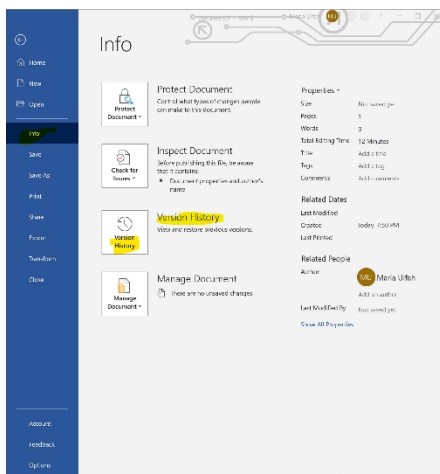 Document3 - Word
Maria Ulfah
MU
Info
Home
New
Open
Info
Save
Save As
Print
Share
Export
Transform
Close
Account
Feedback
Options
Protect Document
Protect Document
Control what types of changes people
can make to this document.
Check for Issues
Inspect Document
Before publishing this file, be aware
that it contains:
Document properties and author's
name
Version History
Version History
View and restore previous versions.
Manage Document
Manage Document
There are no unsaved changes.
Properties
Size Not saved yet
Pages 1
Words
Total Editing Time 12 Minutes
Title Add a title
Tags Add a tag
Comments Add comments
Related Dates
Last Modified
Created Today, 7:50 PM
Last Printed
Related People
Author MU Maria Ulfah
Add an author
Last Modified By Not saved yet
Show All Properties